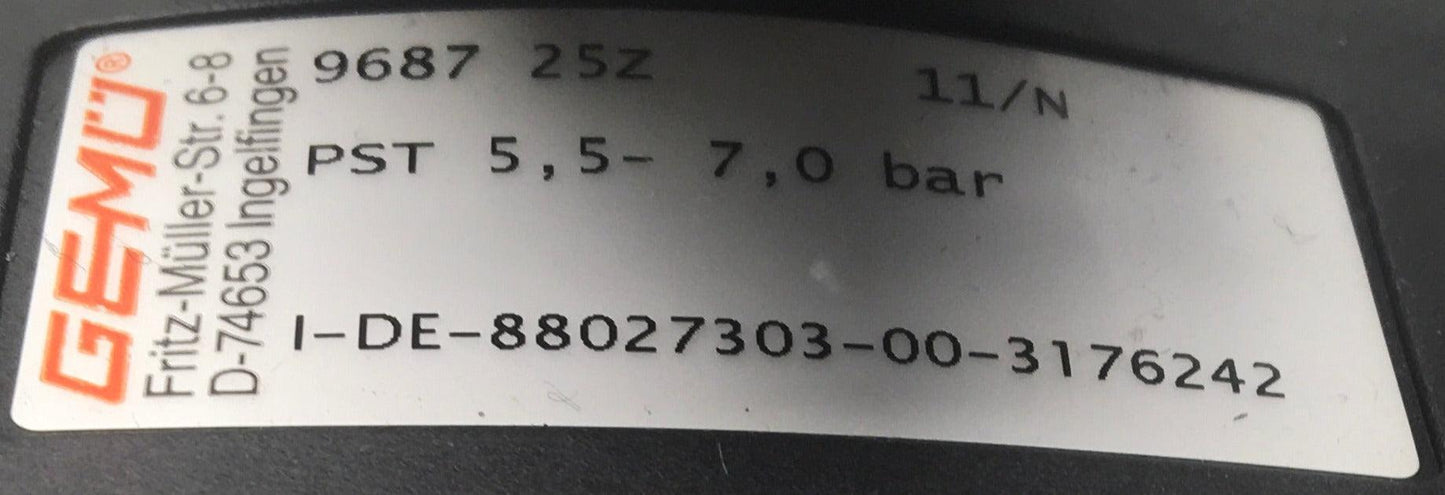 GEMÜ®
Fritz-Müller-Str. 6-8
D-74653 Ingelfingen
9687 25Z 11/N
PST 5,5- 7,0 bar
I-DE-88027303-00-3176242